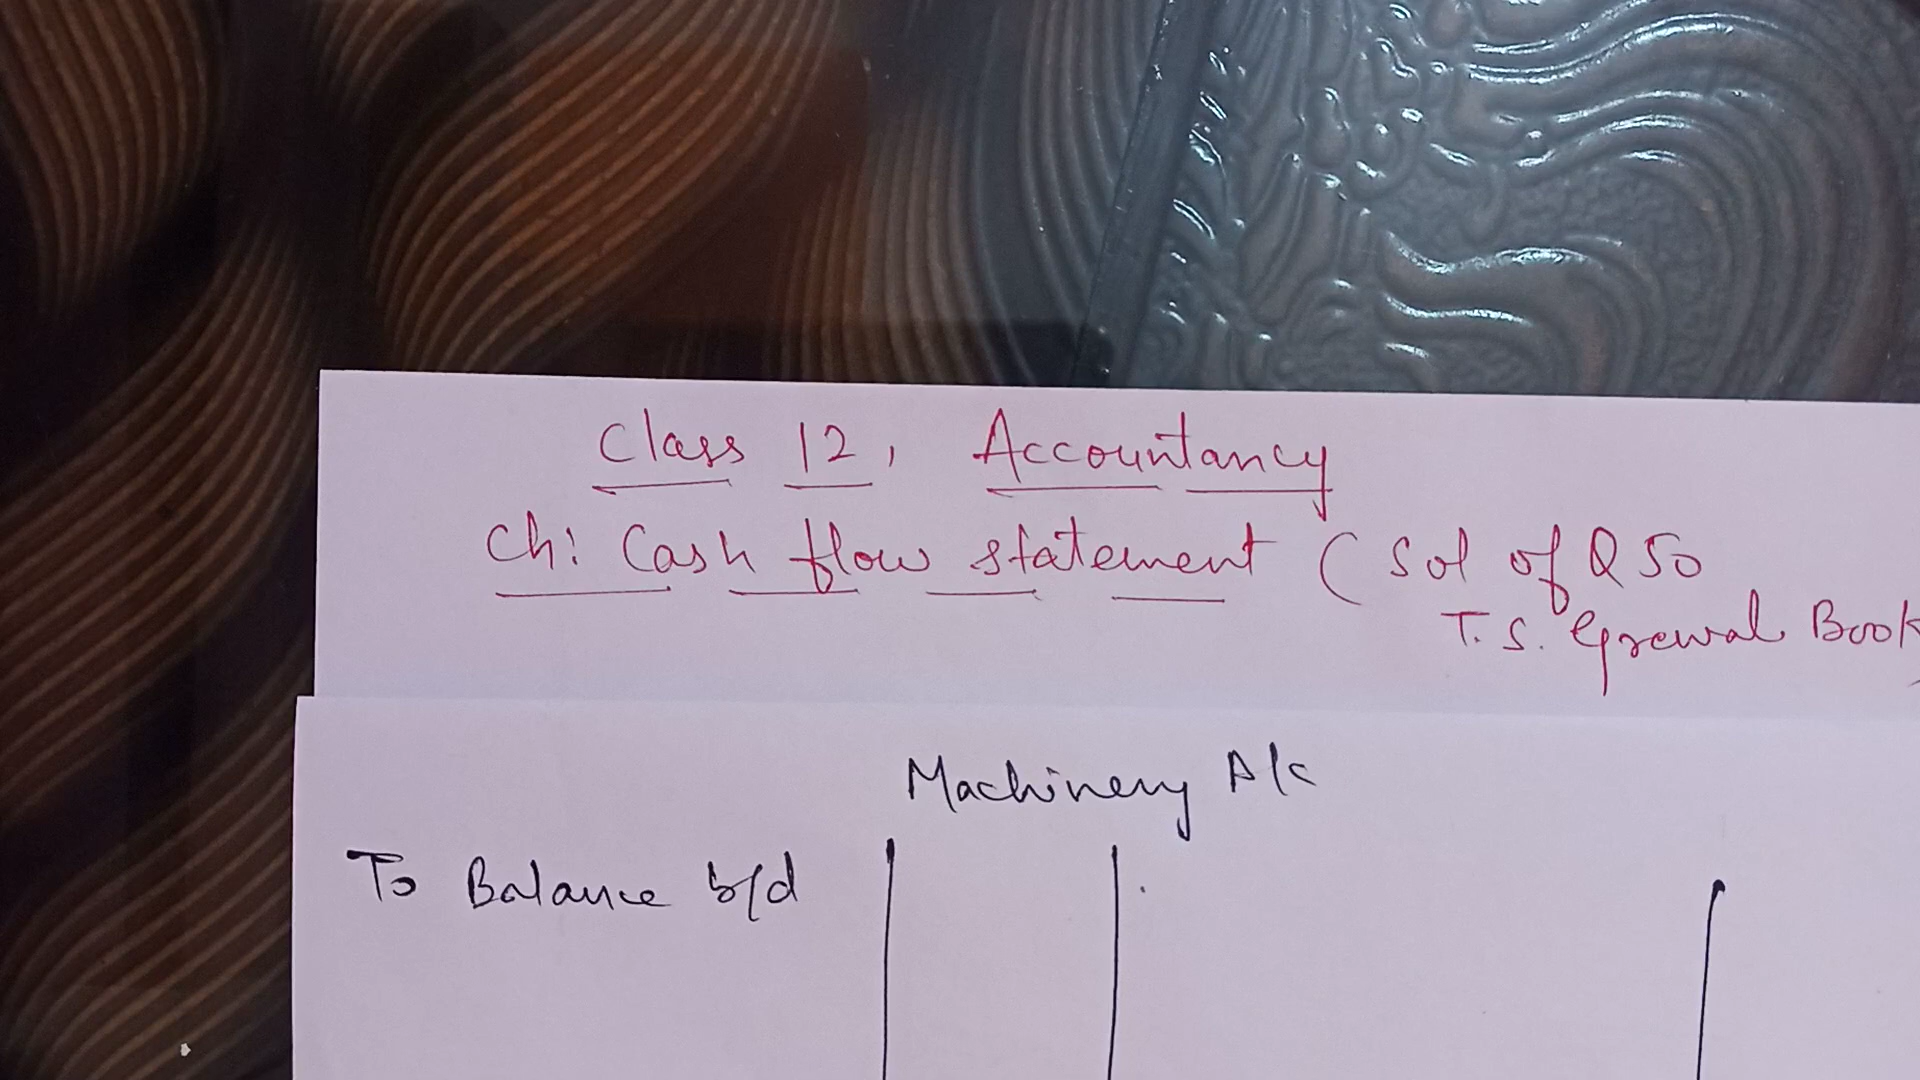 Class 12, Accountancy
Ch: Cash flow statement (Sol of Q 50
T. S. Grewal Book)
Machinery A/c
To Balance b/d